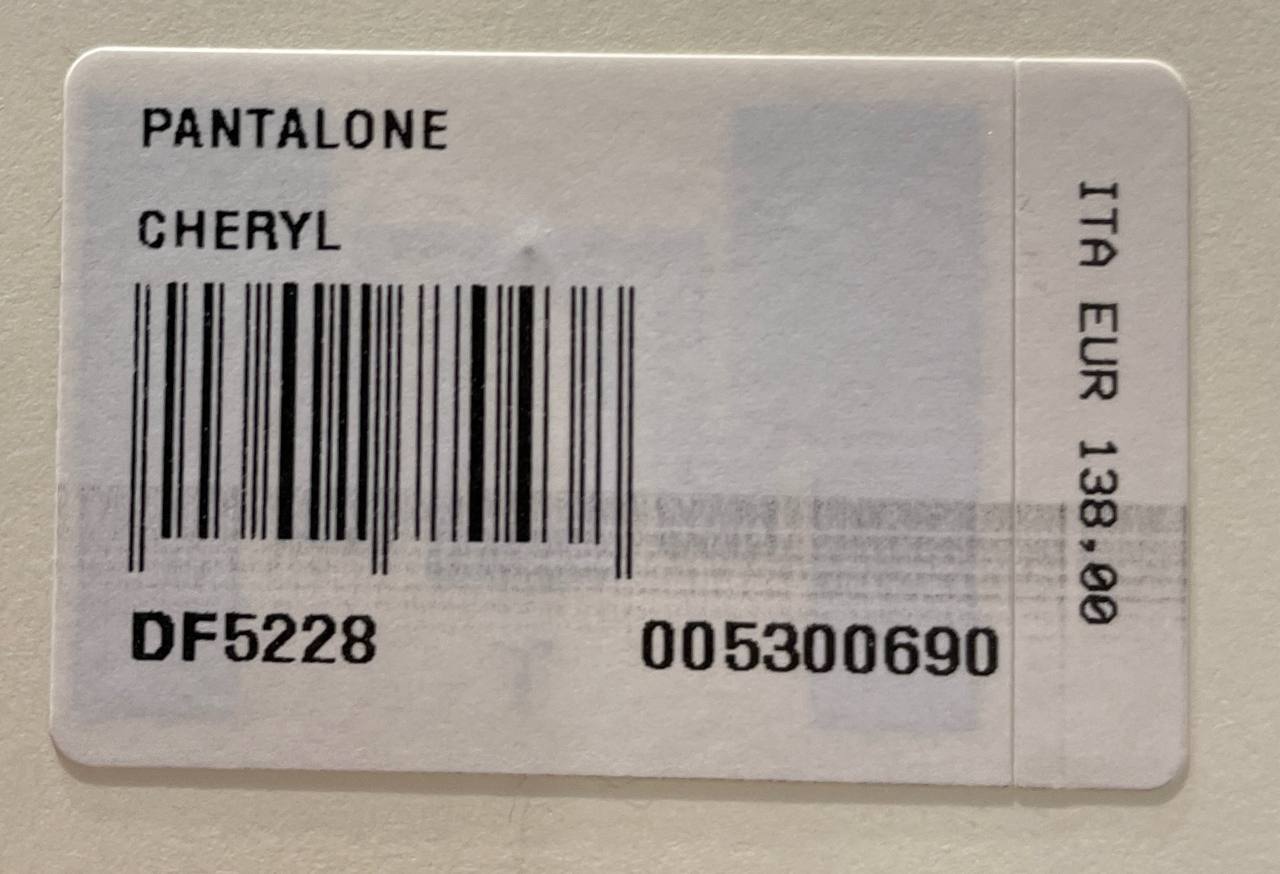 PANTALONE
CHERYL
DF5228 005300690
ITA EUR 138,00